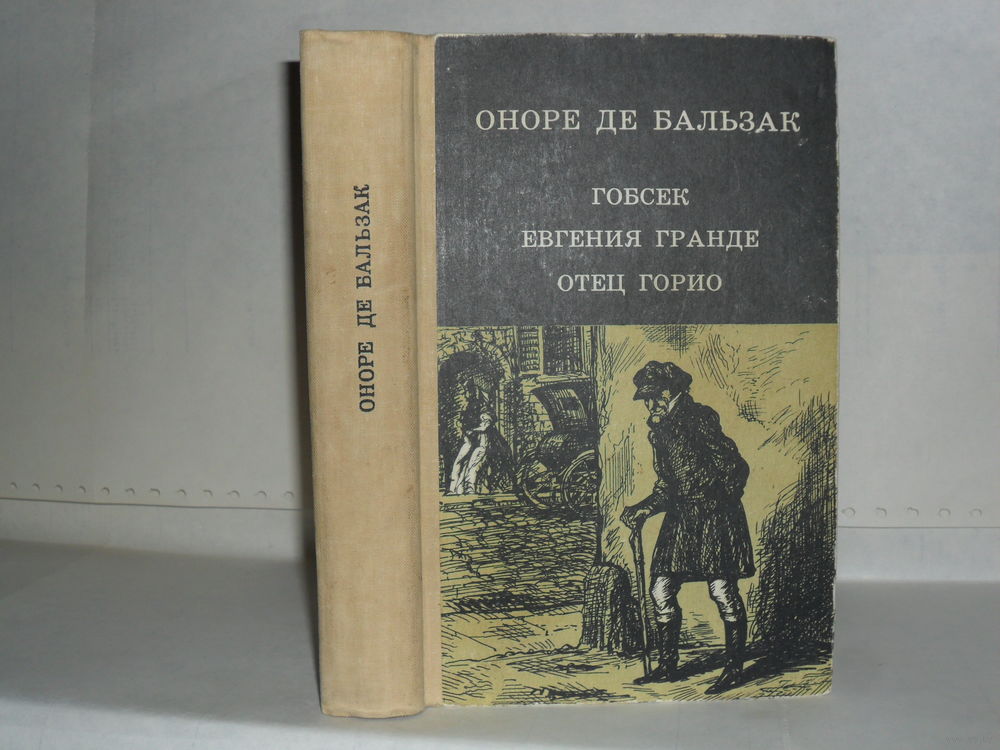 ОНОРЕ ДЕ БАЛЬЗАК
ОНОРЕ ДЕ БАЛЬЗАК
ГОБСЕК
ЕВГЕНИЯ ГРАНДЕ
ОТЕЦ ГОРИО